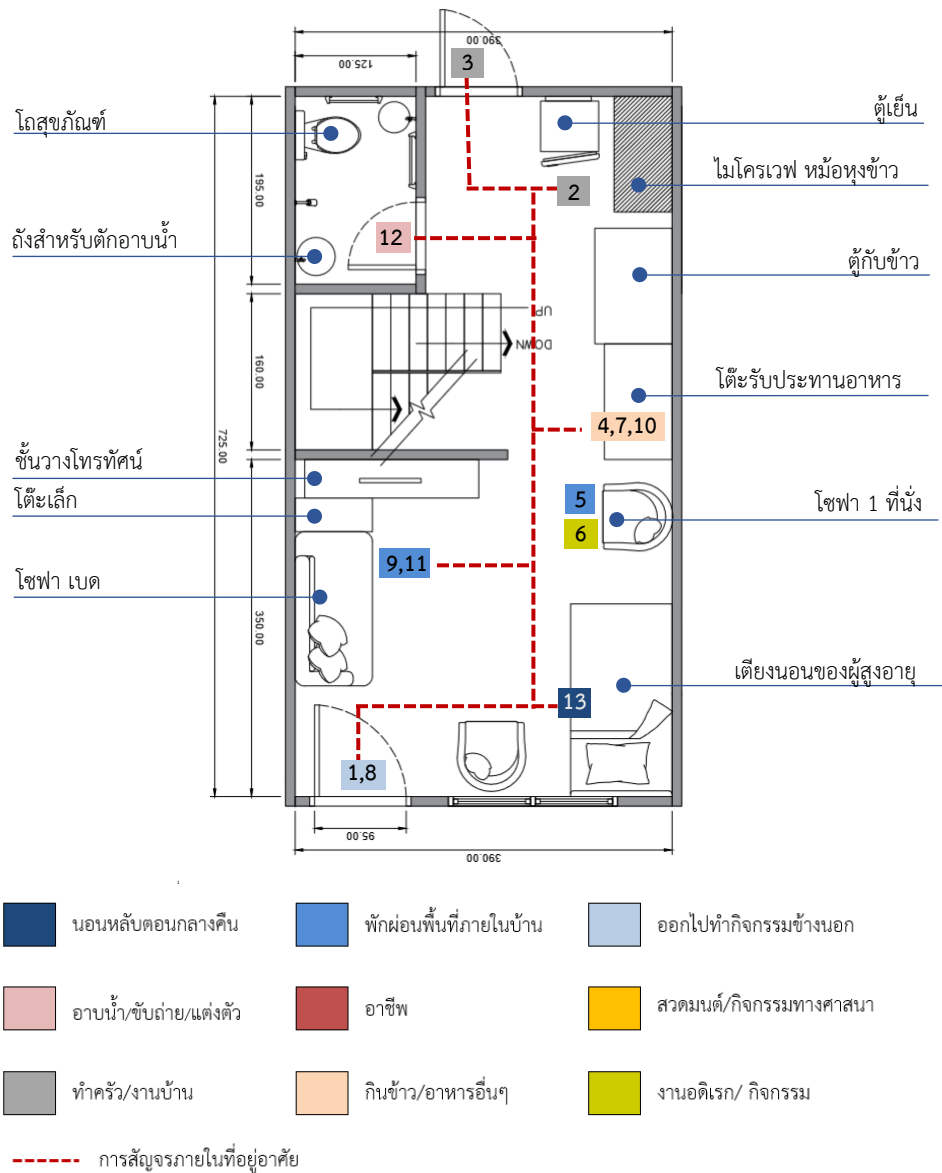 390.00
3
125.00
โถสุขภัณฑ์
ตู้เย็น
ไมโครเวฟ หม้อหุงข้าว
2
195.00
ถังสำหรับตักอาบน้ำ
12
ตู้กับข้าว
UP
DOWN
160.00
โต๊ะรับประทานอาหาร
4,7,10
725.00
ชั้นวางโทรทัศน์
โต๊ะเล็ก
5
โซฟา 1 ที่นั่ง
6
9,11
โซฟา เบด
350.00
เตียงนอนของผู้สูงอายุ
13
1,8
95.00
390.00
นอนหลับตอนกลางคืน
พักผ่อนพื้นที่ภายในบ้าน
ออกไปทำกิจกรรมข้างนอก
อาบน้ำ/ขับถ่าย/แต่งตัว
อาชีพ
สวดมนต์/กิจกรรมทางศาสนา
ทำครัว/งานบ้าน
กินข้าว/อาหารอื่นๆ
งานอดิเรก/ กิจกรรม
การสัญจรภายในที่อยู่อาศัย